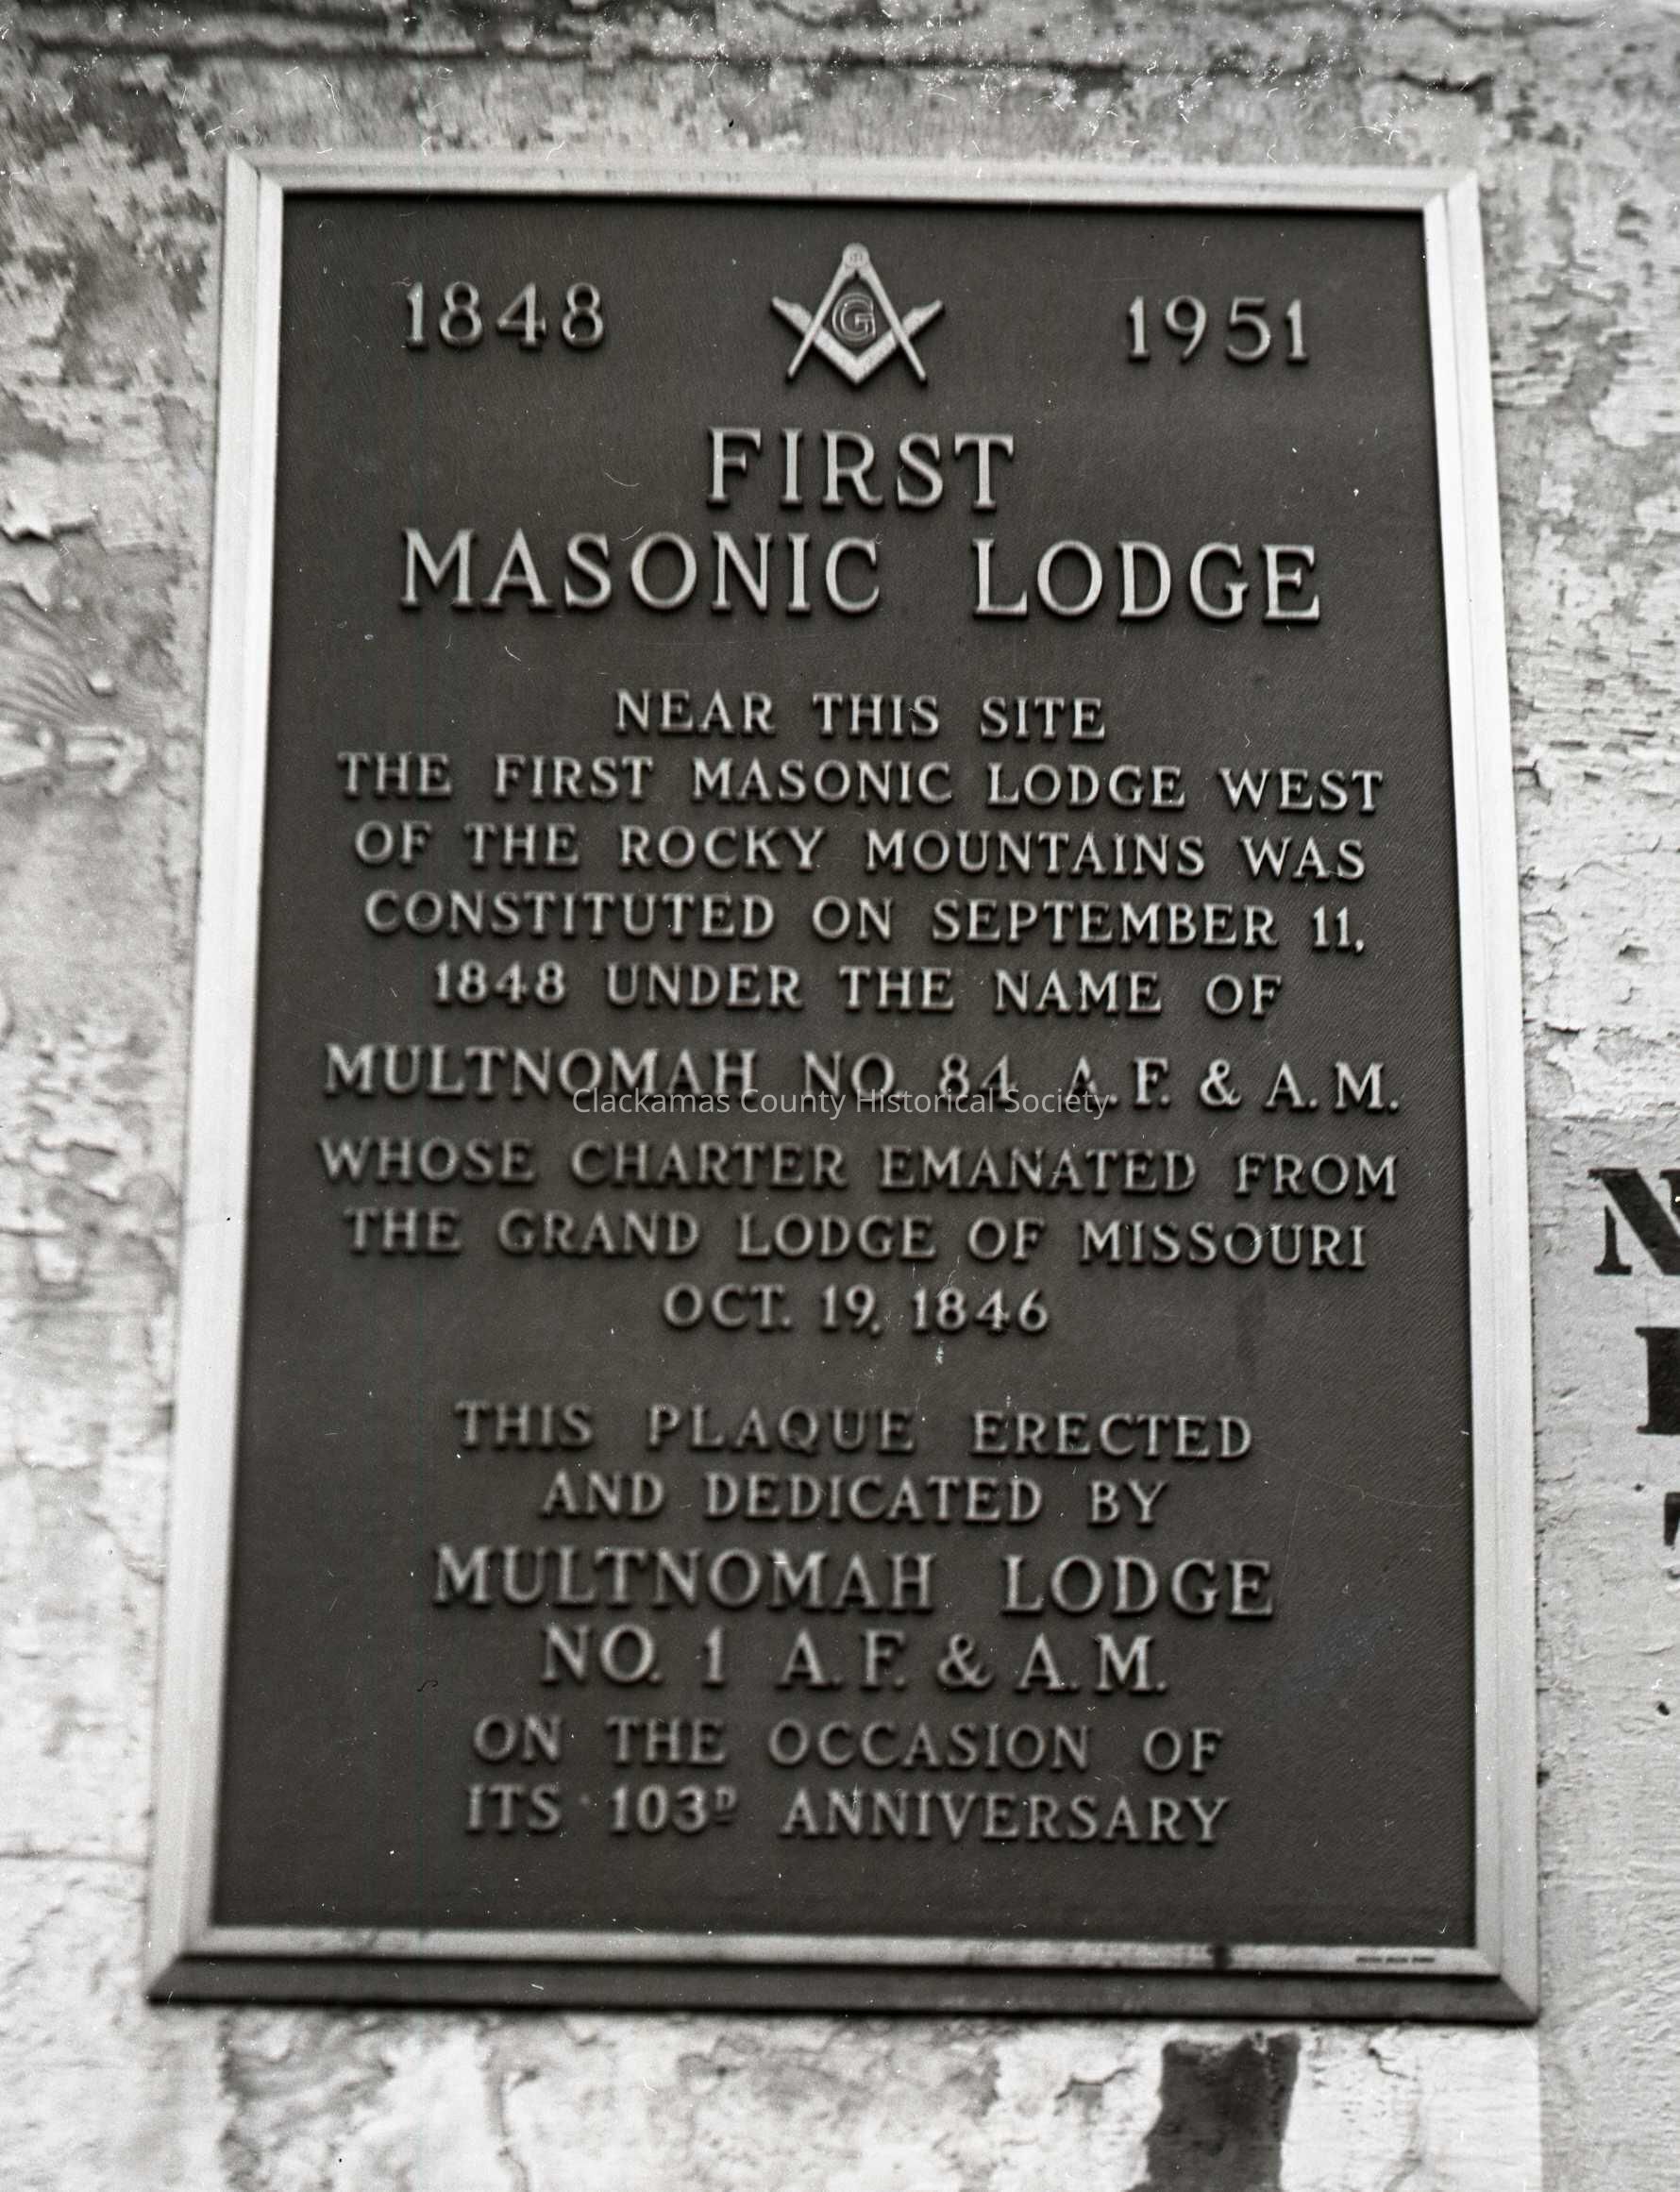 1848 G 1951
FIRST
MASONIC LODGE
NEAR THIS SITE
THE FIRST MASONIC LODGE WEST
OF THE ROCKY MOUNTAINS WAS
CONSTITUTED ON SEPTEMBER 11,
1848 UNDER THE NAME OF
MULTNOMAH NO. 84 A. F. & A. M.
Clackamas County Historical Society
WHOSE CHARTER EMANATED FROM
THE GRAND LODGE OF MISSOURI
OCT. 19, 1846
THIS PLAQUE ERECTED
AND DEDICATED BY
MULTNOMAH LODGE
NO. 1 A. F. & A. M.
ON THE OCCASION OF
ITS 103D ANNIVERSARY